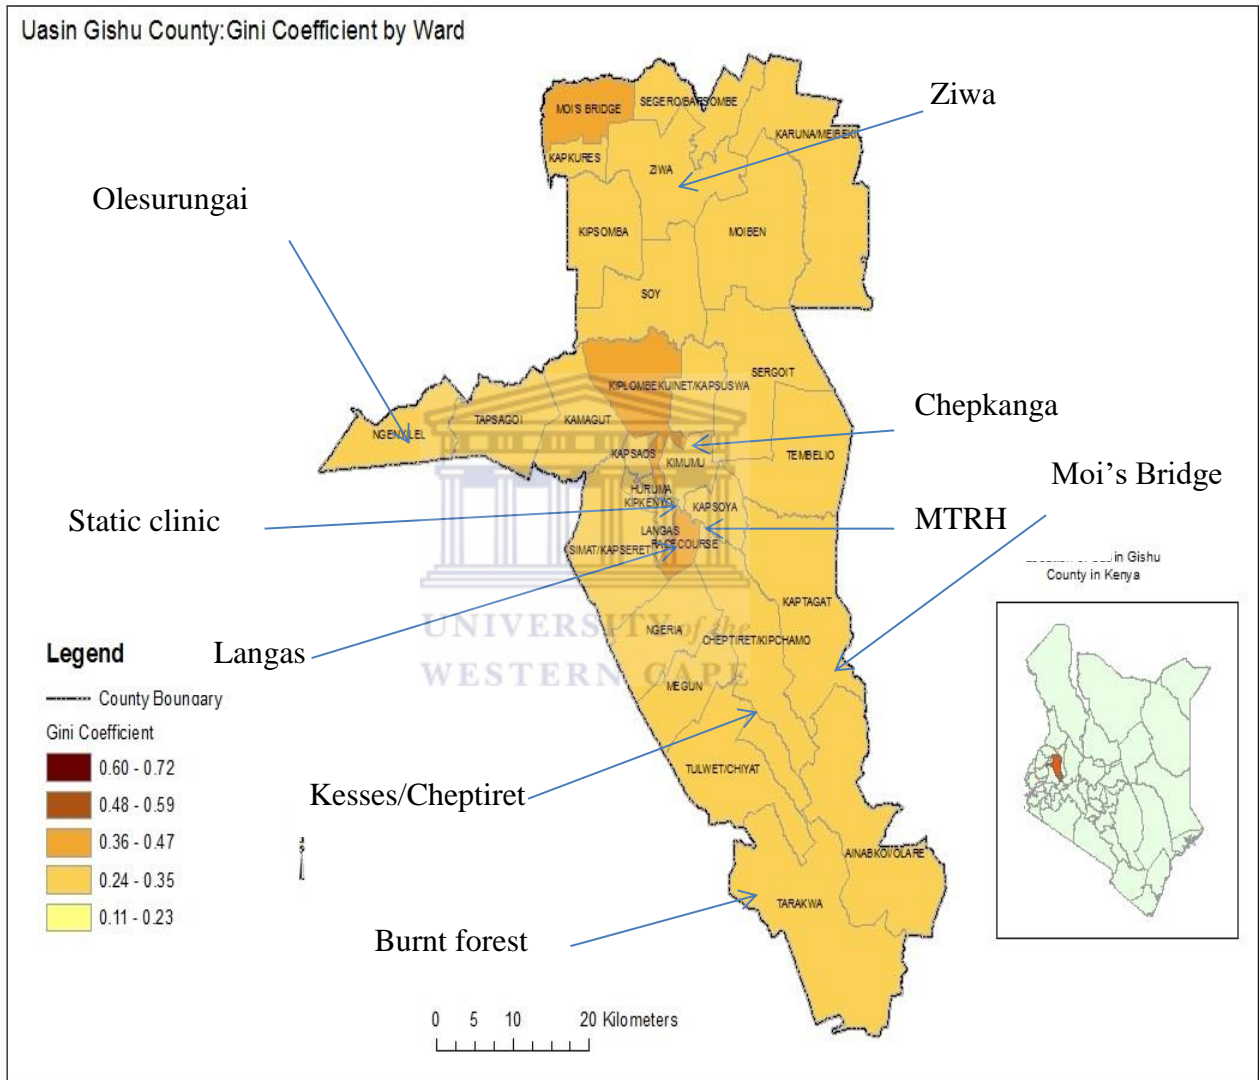 Uasin Gishu County:Gini Coefficient by Ward
Ziwa
MOI'S BRIDGE
SEGERO/BARSOMBE
KARUNA/MEIBEKI
KAPKURES
ZIWA
Olesurungai
KIPSOMBA
MOIBEN
SOY
SERGOIT
KIPLOMBE
KUINET/KAPSUSWA
Chepkanga
TAPSAGOI
KAMAGUT
NGENYILEL
KAPSAOS
KIMUMU
TEMBELIO
Moi's Bridge
HURUMA
KIPKENYO
KAPSOYA
Static clinic
MTRH
LANGAS
RACECOURSE
SIMAT/KAPSERET
in Gishu
County in Kenya
KAPTAGAT
UNIVERSITY of the
WESTERN CAPE
NGERIA
CHEPTIRET/KIPCHAMO
Langas
MEGUN
Legend
County Boundary
Gini Coefficient
0.60 - 0.72
0.48 - 0.59
0.36 - 0.47
0.24 - 0.35
0.11 - 0.23
TULWET/CHIYAT
Kesses/Cheptiret
AINABKOI/OLARE
TARAKWA
Burnt forest
0 5 10 20 Kilometers